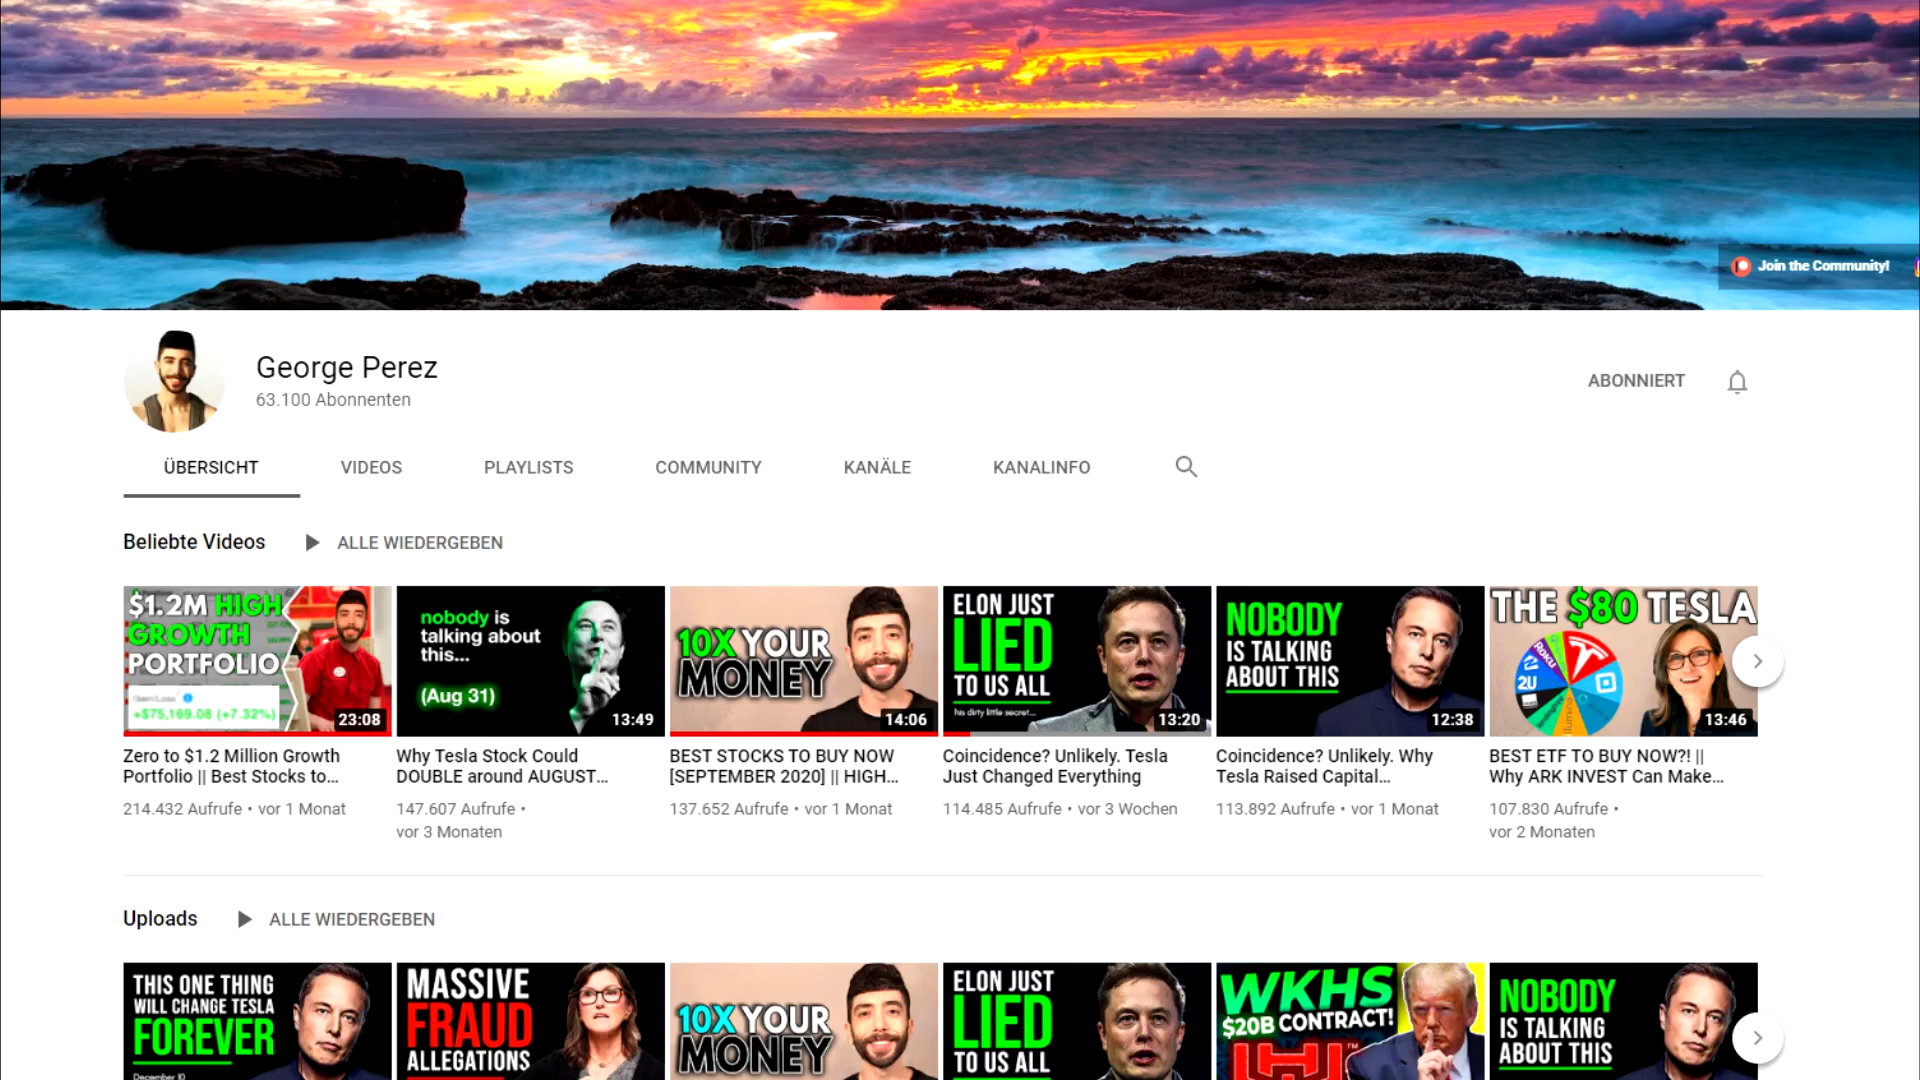 Join the Community!
George Perez
63.100 Abonnenten
ABONNIERT
ÜBERSICHT
VIDEOS
PLAYLISTS
COMMUNITY
KANÄLE
KANALINFO
Beliebte Videos
ALLE WIEDERGEBEN
$1.2M HIGH
GROWTH
PORTFOLIO
+$75,169.08 (+7.32%)
23:08
nobody is
talking about
this...
(Aug 31)
13:49
10X YOUR
MONEY
14:06
ELON JUST
LIED
TO US ALL
his dirty little secret...
13:20
NOBODY
IS TALKING
ABOUT THIS
12:38
THE $80 TESLA
Roku
2U
13:46
Zero to $1.2 Million Growth
Portfolio || Best Stocks to...
214.432 Aufrufe • vor 1 Monat
Why Tesla Stock Could
DOUBLE around AUGUST...
147.607 Aufrufe •
vor 3 Monaten
BEST STOCKS TO BUY NOW
[SEPTEMBER 2020] || HIGH...
137.652 Aufrufe • vor 1 Monat
Coincidence? Unlikely. Tesla
Just Changed Everything
114.485 Aufrufe • vor 3 Wochen
Coincidence? Unlikely. Why
Tesla Raised Capital...
113.892 Aufrufe • vor 1 Monat
BEST ETF TO BUY NOW?! ||
Why ARK INVEST Can Make...
107.830 Aufrufe •
vor 2 Monaten
Uploads
ALLE WIEDERGEBEN
THIS ONE THING
WILL CHANGE TESLA
FOREVER
December 10
MASSIVE
FRAUD
ALLEGATIONS
10X YOUR
MONEY
ELON JUST
LIED
TO US ALL
WKHS
$20B CONTRACT!
TM
NOBODY
IS TALKING
ABOUT THIS